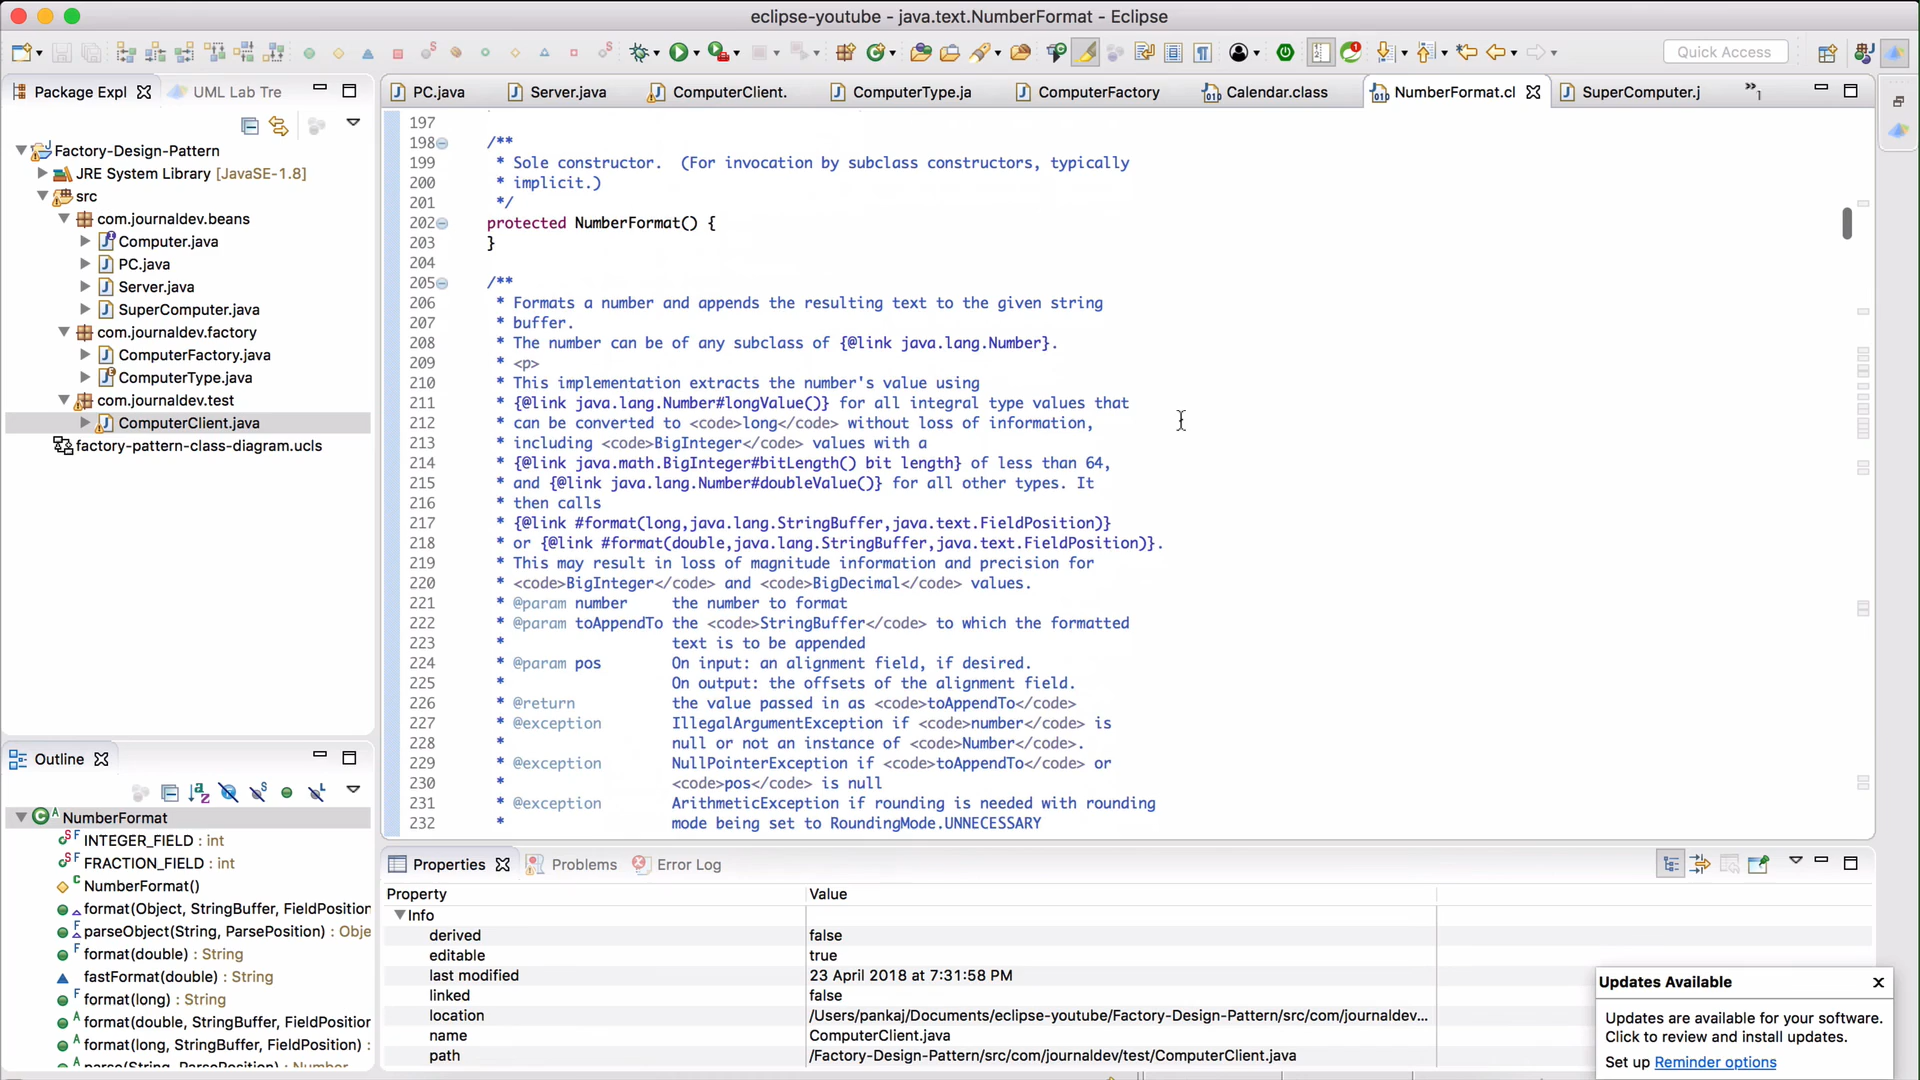 eclipse-youtube - java.text.NumberFormat - Eclipse
Quick Access
Package Expl
UML Lab Tre
PC.java
Server.java
ComputerClient.
ComputerType.ja
ComputerFactory
Calendar.class
NumberFormat.cl
SuperComputer.j
1
Factory-Design-Pattern
JRE System Library [JavaSE-1.8]
src
com.journaldev.beans
Computer.java
PC.java
Server.java
SuperComputer.java
com.journaldev.factory
ComputerFactory.java
ComputerType.java
com.journaldev.test
ComputerClient.java
factory-pattern-class-diagram.ucls
197
198 /**
199 * Sole constructor.  (For invocation by subclass constructors, typically
200 * implicit.)
201 */
202 protected NumberFormat() {
203 }
204
205 /**
206 * Formats a number and appends the resulting text to the given string
207 * buffer.
208 * The number can be of any subclass of {@link java.lang.Number}.
209 * <p>
210 * This implementation extracts the number's value using
211 * {@link java.lang.Number#longValue()} for all integral type values that
212 * can be converted to <code>long</code> without loss of information,
213 * including <code>BigInteger</code> values with a
214 * {@link java.math.BigInteger#bitLength() bit length} of less than 64,
215 * and {@link java.lang.Number#doubleValue()} for all other types. It
216 * then calls
217 * {@link #format(long,java.lang.StringBuffer,java.text.FieldPosition)}
218 * or {@link #format(double,java.lang.StringBuffer,java.text.FieldPosition)}.
219 * This may result in loss of magnitude information and precision for
220 * <code>BigInteger</code> and <code>BigDecimal</code> values.
221 * @param number     the number to format
222 * @param toAppendTo the <code>StringBuffer</code> to which the formatted
223 *                   text is to be appended
224 * @param pos        On input: an alignment field, if desired.
225 *                   On output: the offsets of the alignment field.
226 * @return           the value passed in as <code>toAppendTo</code>
227 * @exception        IllegalArgumentException if <code>number</code> is
228 *                   null or not an instance of <code>Number</code>.
229 * @exception        NullPointerException if <code>toAppendTo</code> or
230 *                   <code>pos</code> is null
231 * @exception        ArithmeticException if rounding is needed with rounding
232 *                   mode being set to RoundingMode.UNNECESSARY
Outline
NumberFormat
INTEGER_FIELD : int
FRACTION_FIELD : int
NumberFormat()
format(Object, StringBuffer, FieldPosition
parseObject(String, ParsePosition) : Obje
format(double) : String
fastFormat(double) : String
format(long) : String
format(double, StringBuffer, FieldPosition
format(long, StringBuffer, FieldPosition) :
parse(String, ParsePosition) : Number
Properties
Problems
Error Log
Property Value
Info
derived false
editable true
last modified 23 April 2018 at 7:31:58 PM
linked false
location /Users/pankaj/Documents/eclipse-youtube/Factory-Design-Pattern/src/com/journaldev...
name ComputerClient.java
path /Factory-Design-Pattern/src/com/journaldev/test/ComputerClient.java
Updates Available
Updates are available for your software.
Click to review and install updates.
Set up Reminder options